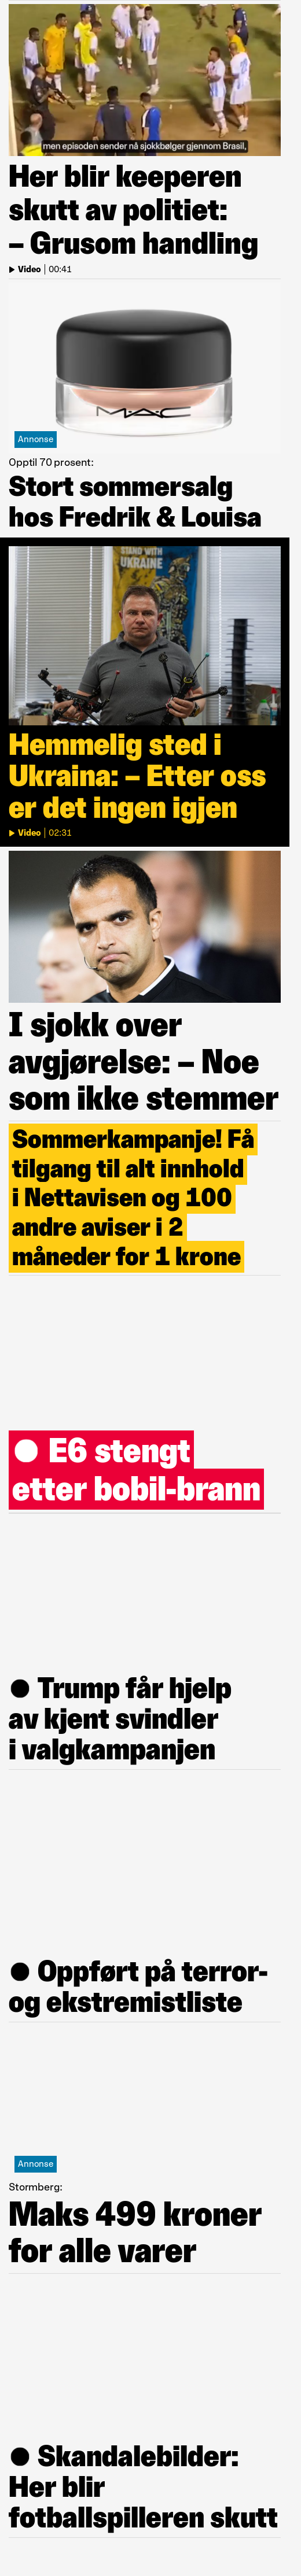 men episoden sender nå sjokkbølger gjennom Brasil,
Her blir keeperen
skutt av politiet:
– Grusom handling
Video | 00:41
MAC
Annonse
Opptil 70 prosent:
Stort sommersalg
hos Fredrik & Louisa
STAND WITH
UKRAINE
Hemmelig sted i
Ukraina: – Etter oss
er det ingen igjen
Video | 02:31
I sjokk over
avgjørelse: – Noe
som ikke stemmer
Sommerkampanje! Få
tilgang til alt innhold
i Nettavisen og 100
andre aviser i 2
måneder for 1 krone
● E6 stengt
etter bobil-brann
● Trump får hjelp
av kjent svindler
i valgkampanjen
● Oppført på terror-
og ekstremistliste
Annonse
Stormberg:
Maks 499 kroner
for alle varer
● Skandalebilder:
Her blir
fotballspilleren skutt